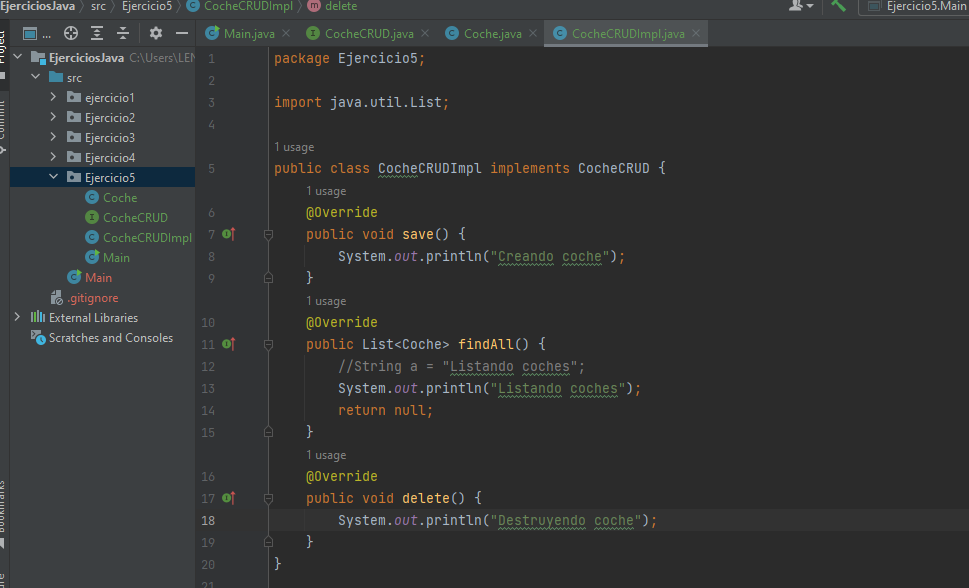 EjerciciosJava src Ejercicio5 CocheCRUDImpl delete Ejercicio5.Main
...
Main.java CocheCRUD.java Coche.java CocheCRUDImpl.java
Project
Commit
Bookmarks
EjerciciosJava C:\Users\LEN
src
ejercicio1
Ejercicio2
Ejercicio3
Ejercicio4
Ejercicio5
Coche
CocheCRUD
CocheCRUDImpl
Main
Main
.gitignore
External Libraries
Scratches and Consoles
1 package Ejercicio5;
2
3 import java.util.List;
4
1 usage
5 public class CocheCRUDImpl implements CocheCRUD {
1 usage
6 @Override
7 public void save() {
8 System.out.println("Creando coche");
9 }
1 usage
10 @Override
11 public List<Coche> findAll() {
12 //String a = "Listando coches";
13 System.out.println("Listando coches");
14 return null;
15 }
1 usage
16 @Override
17 public void delete() {
18 System.out.println("Destruyendo coche");
19 }
20 }
21